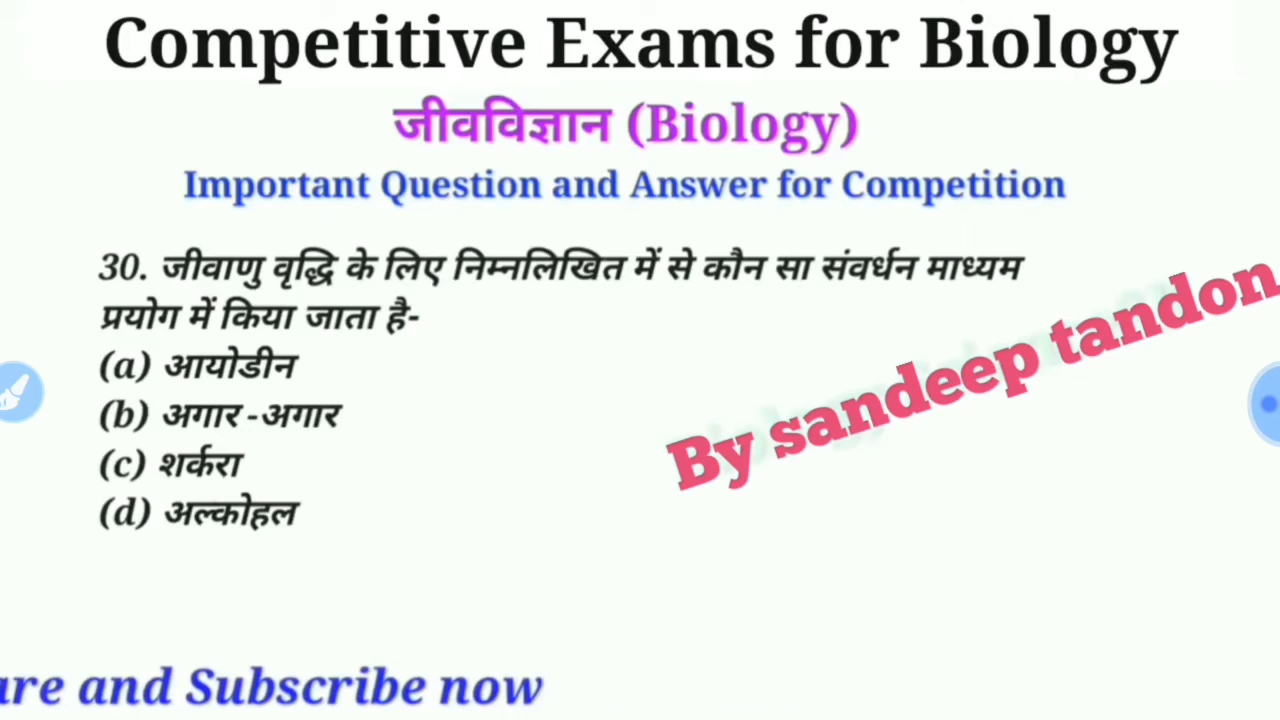 Competitive Exams for Biology
जीवविज्ञान (Biology)
Important Question and Answer for Competition
30. जीवाणु वृद्धि के लिए निम्नलिखित में से कौन सा संवर्धन माध्यम
प्रयोग में किया जाता है-
(a) आयोडीन
(b) अगार-अगार
(c) शर्करा
(d) अल्कोहल
By sandeep tandon
and Subscribe now